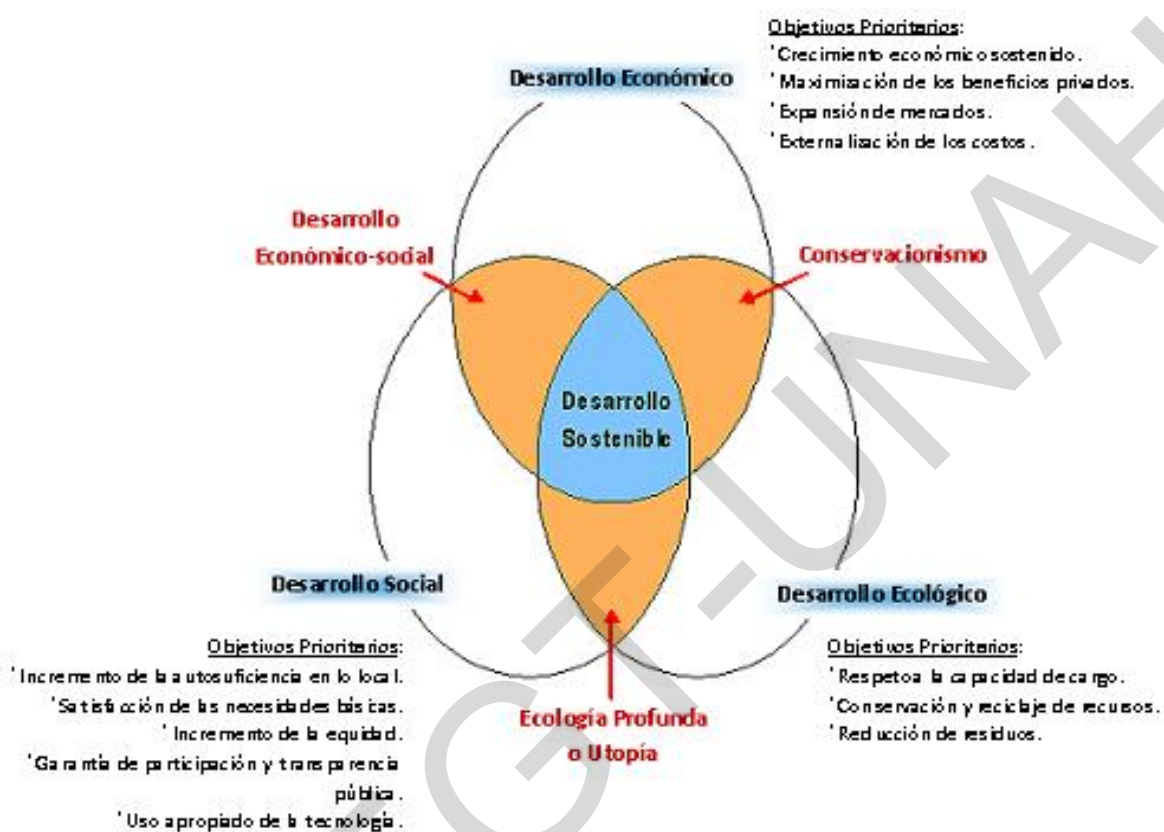 Objetivos Prioritarios:
'Crecimiento económico sostenido.
'Maximización de los beneficios privados.
'Expansión de mercados.
'Externalización de los costos.
Desarrollo Económico
Desarrollo
Económico-social
Conservacionismo
Desarrollo
Sostenible
Desarrollo Social
Objetivos Prioritarios:
'Incremento de la autosuficiencia en lo local.
'Satisfacción de las necesidades básicas.
'Incremento de la equidad.
'Garantía de participación y transparencia
pública.
'Uso apropiado de la tecnología.
Desarrollo Ecológico
Objetivos Prioritarios:
'Respeto a la capacidad de cargo.
'Conservación y reciclaje de recursos.
'Reducción de residuos.
Ecología Profunda
o Utopía
GT-UNAH